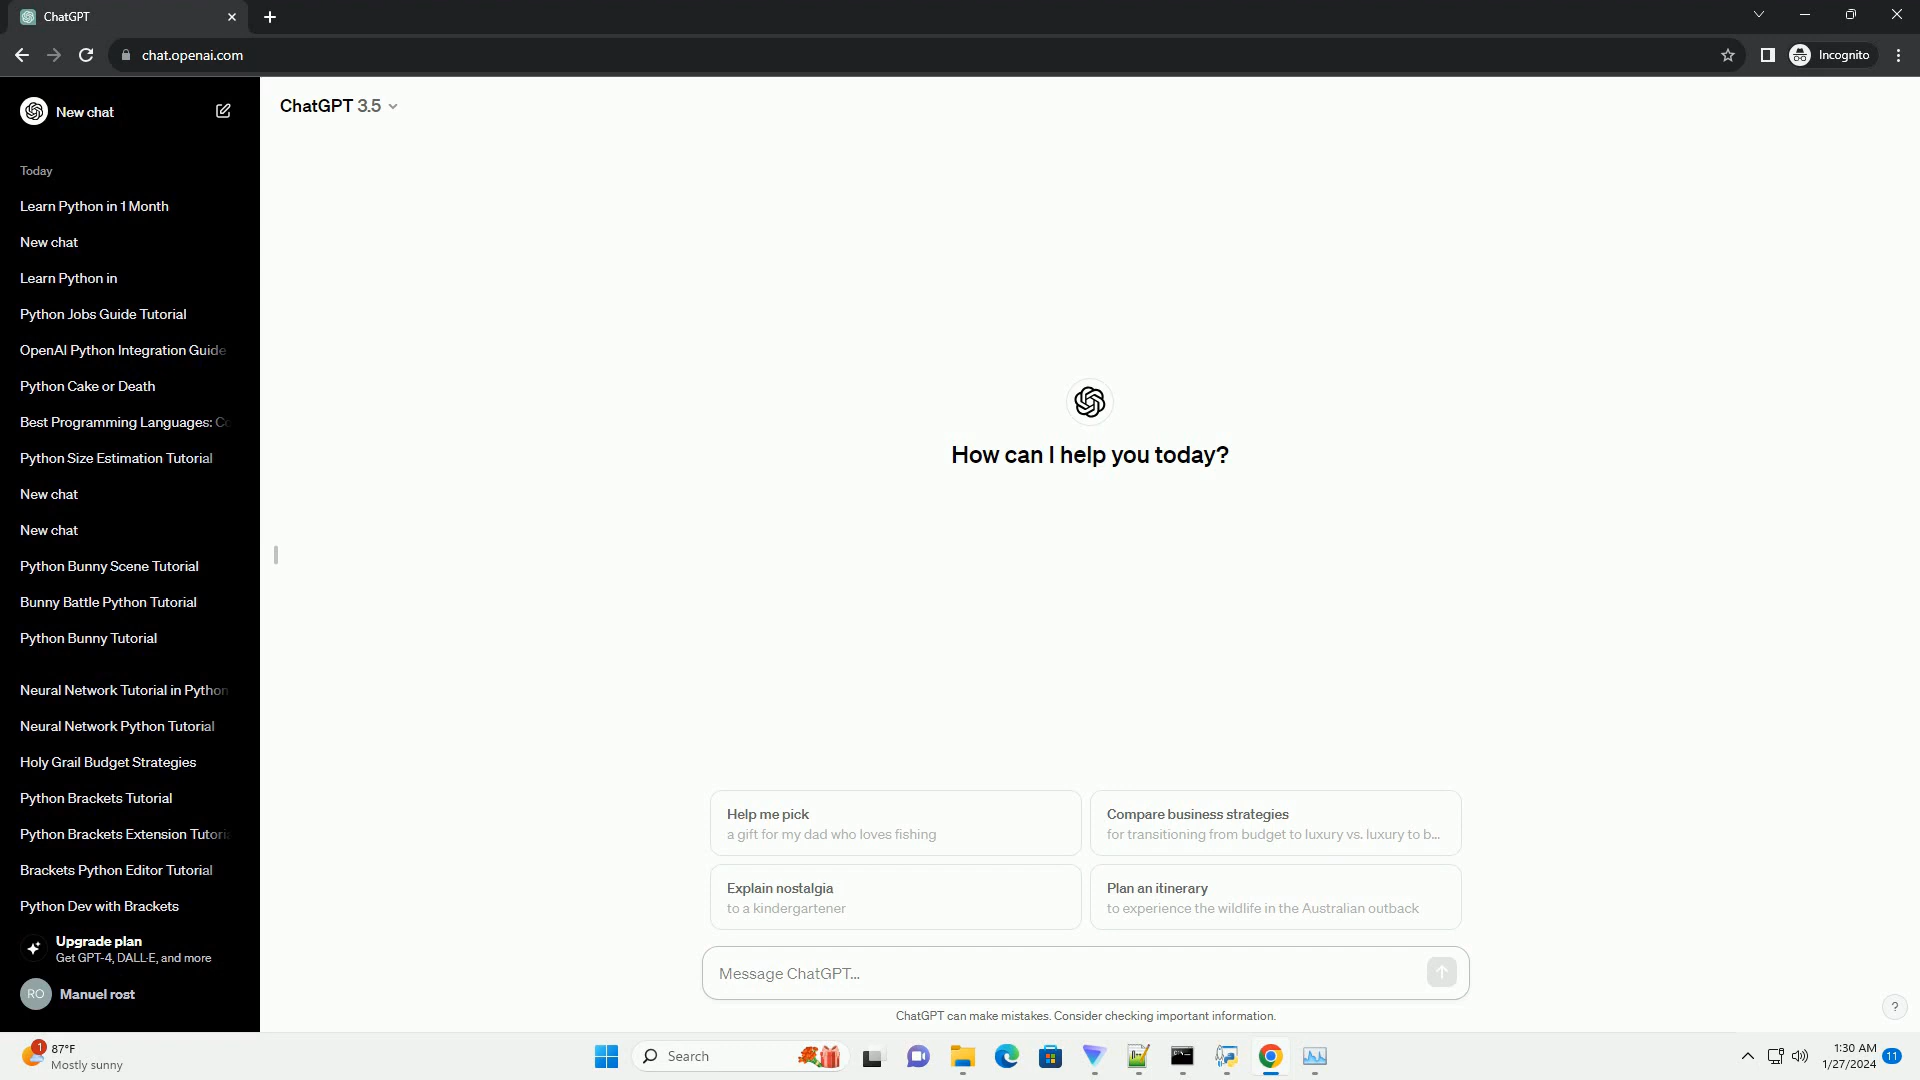 ChatGPT
chat.openai.com
Incognito
New chat
ChatGPT 3.5
Today
Learn Python in 1 Month
New chat
Learn Python in
Python Jobs Guide Tutorial
OpenAI Python Integration Guide
Python Cake or Death
Best Programming Languages: Co
Python Size Estimation Tutorial
New chat
New chat
Python Bunny Scene Tutorial
Bunny Battle Python Tutorial
Python Bunny Tutorial
Neural Network Tutorial in Python
Neural Network Python Tutorial
Holy Grail Budget Strategies
Python Brackets Tutorial
Python Brackets Extension Tutoria
Brackets Python Editor Tutorial
Python Dev with Brackets
Upgrade plan
Get GPT-4, DALL·E, and more
RO
Manuel rost
How can I help you today?
Help me pick
a gift for my dad who loves fishing
Compare business strategies
for transitioning from budget to luxury vs. luxury to b...
Explain nostalgia
to a kindergartener
Plan an itinerary
to experience the wildlife in the Australian outback
Message ChatGPT...
ChatGPT can make mistakes. Consider checking important information.
?
1
87°F
Mostly sunny
Search
1:30 AM
1/27/2024
11